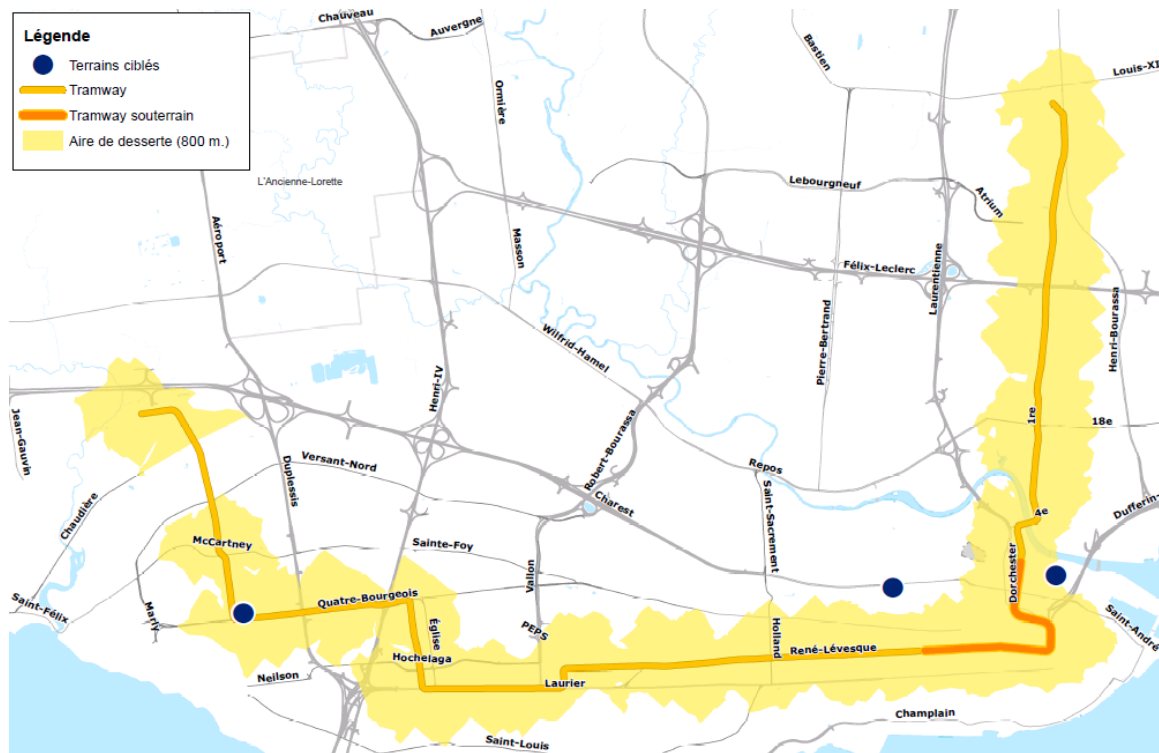 Légende
Terrains ciblés
Tramway
Tramway souterrain
Aire de desserte (800 m.)
Chauveau
Auvergne
Bastien
Louis-XI
Ormière
L'Ancienne-Lorette
Lebourgneuf
Atrium
Aéroport
Masson
Félix-Leclerc
Laurentienne
Henri-Bourassa
Wilfrid-Hamel
Pierre-Bertrand
Henri-IV
Jean-Gauvin
Robert-Bourassa
1re
18e
Versant-Nord
Duplessis
Repos
Charest
Saint-Sacrement
Chaudière
4e
Dufferin-
McCartney
Sainte-Foy
Vallon
Dorchester
Quatre-Bourgeois
Saint-Félix
Marly
Saint-André
Église
PEPS
Holland
René-Lévesque
Hochelaga
Neilson
Laurier
Champlain
Saint-Louis